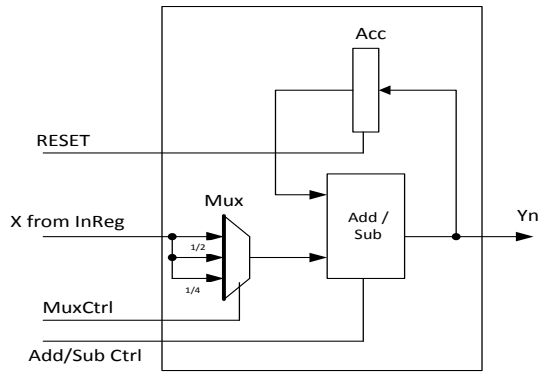 Acc
RESET
Mux
X from InReg
Add /
Sub
Yn
1/2
1/4
MuxCtrl
Add/Sub Ctrl